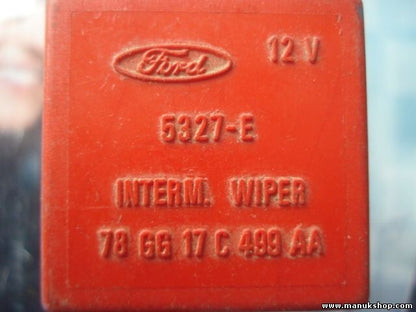 Ford 12 V
5327-E
INTERM. WIPER
78 GG 17 C 499 AA
www.manukshop.com